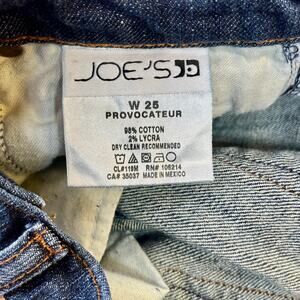 JOE'S
W 25
PROVOCATEUR
98% COTTON
2% LYCRA
DRY CLEAN RECOMMENDED
CL#119M RN# 106214
CA# 35037 MADE IN MEXICO